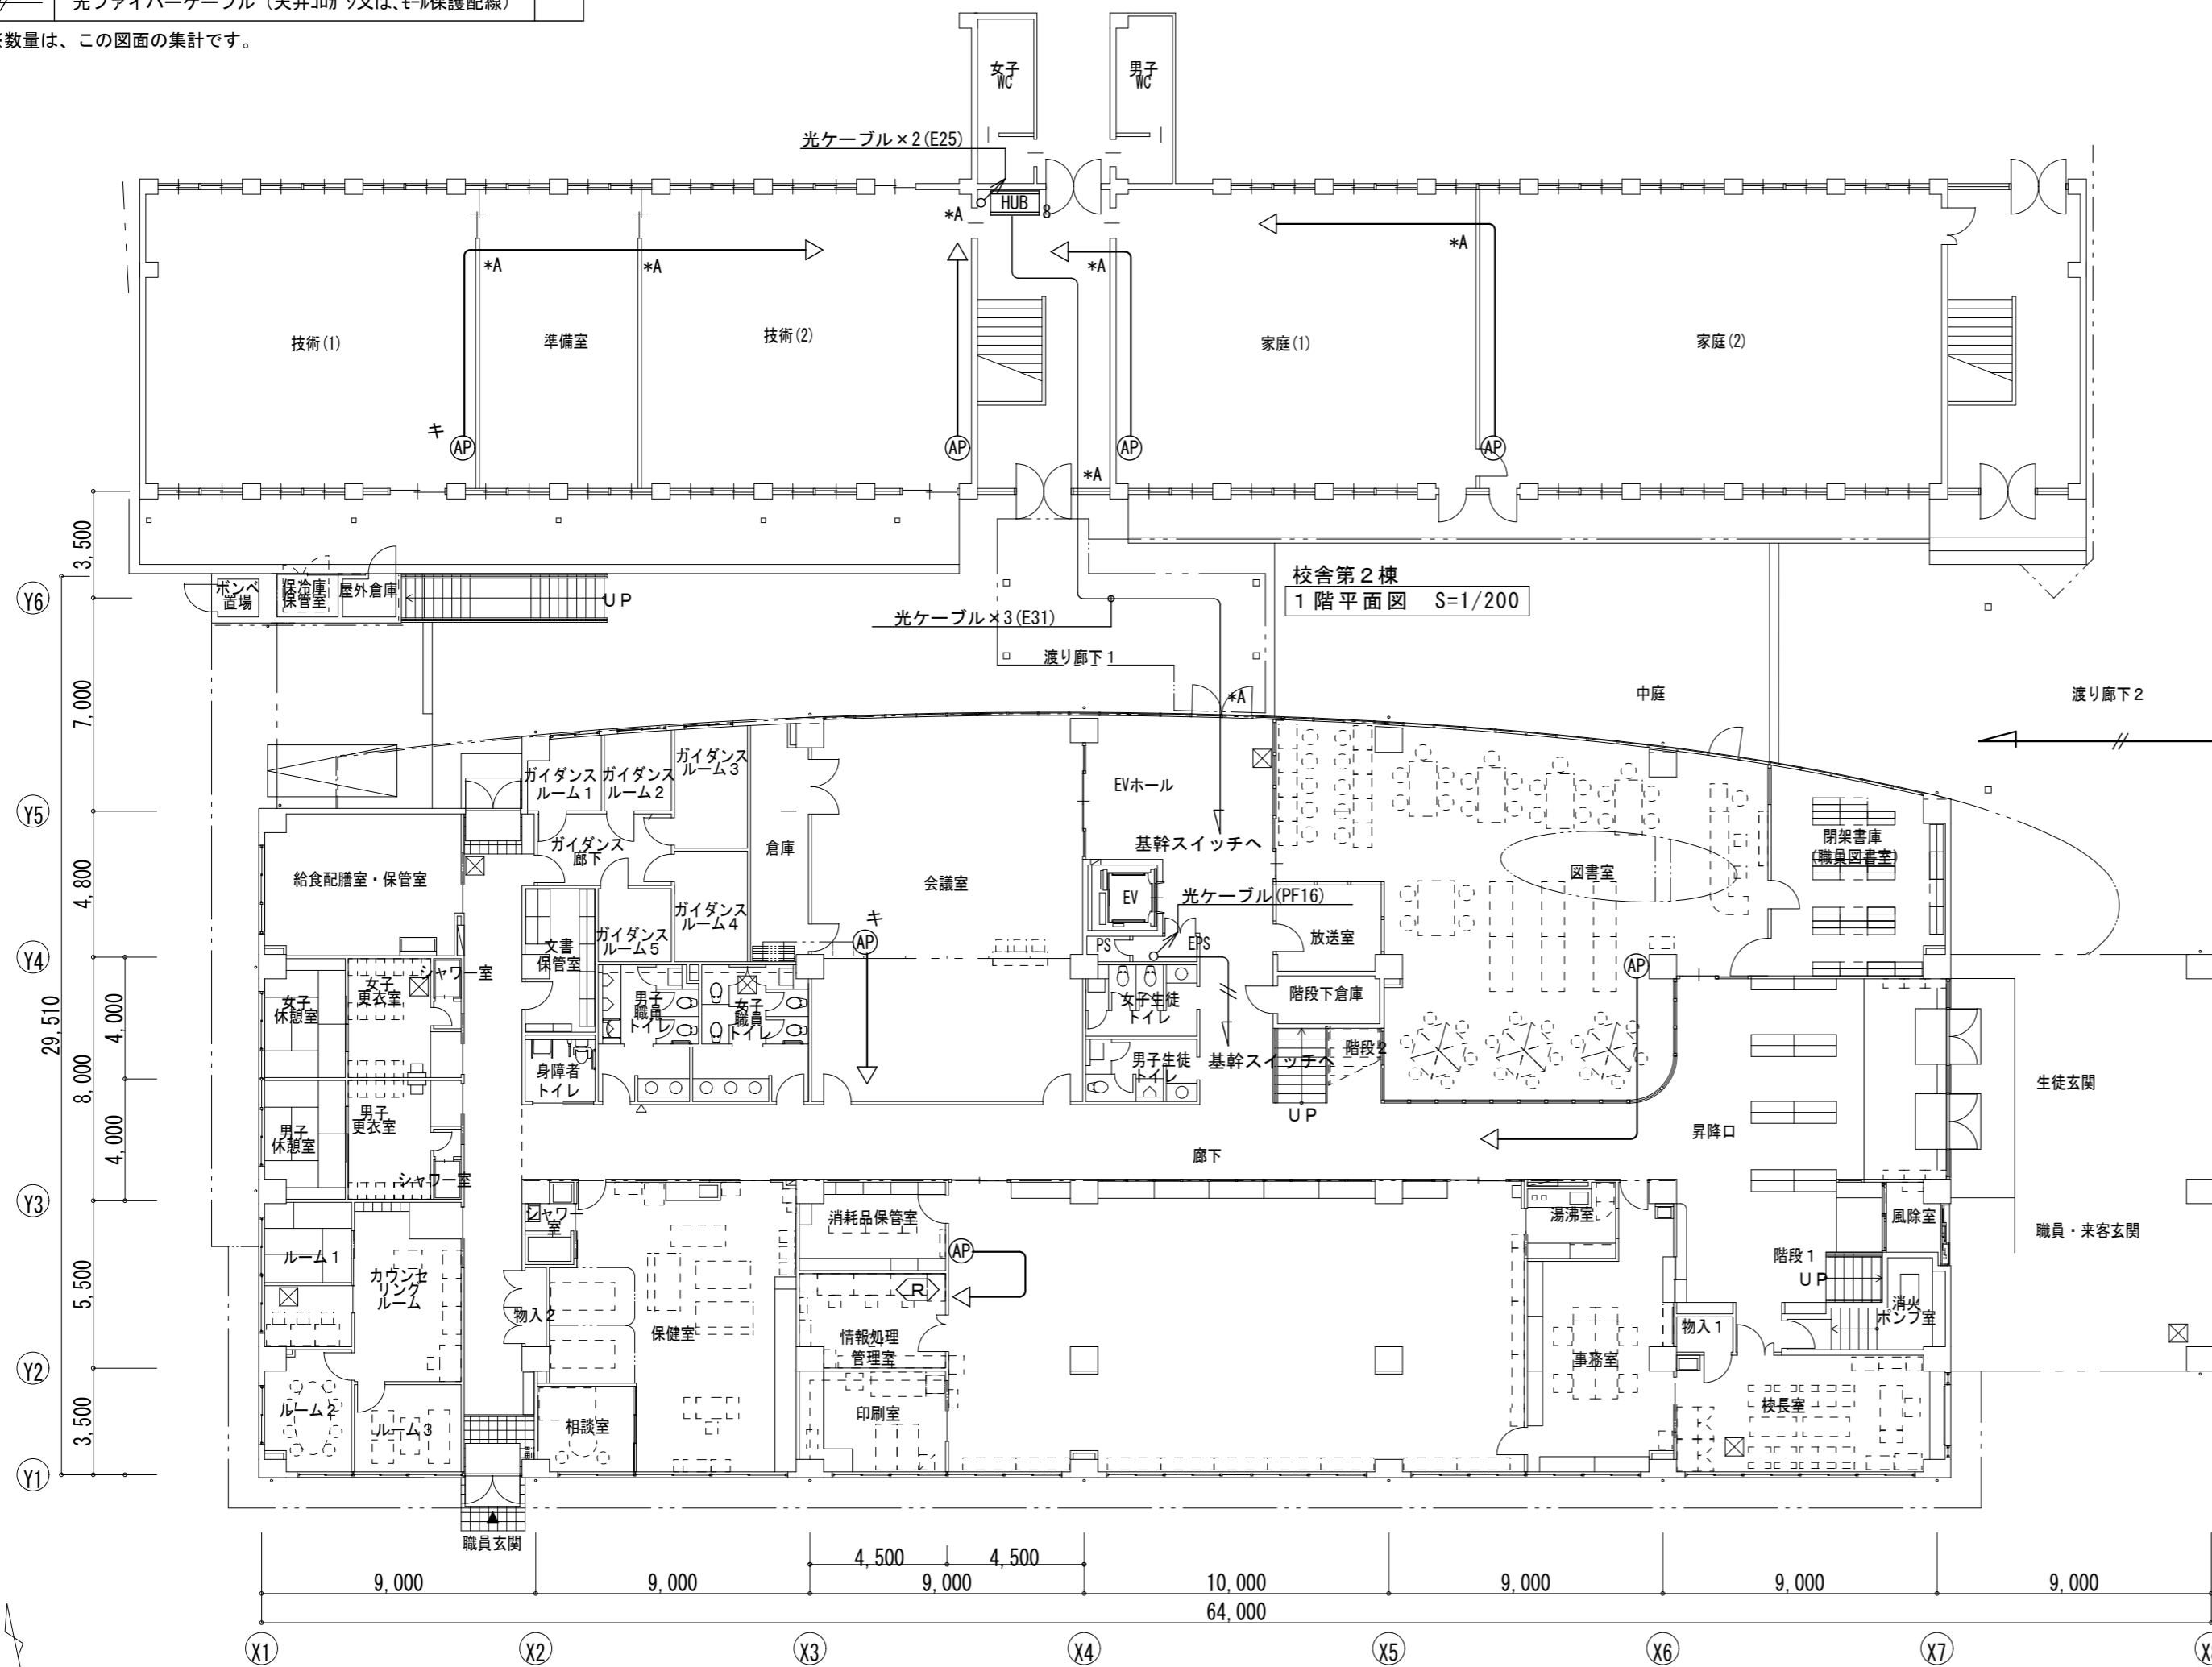 光ファイバーケーブル（天井コロガシ又は、モール保護配線）
※数量は、この図面の集計です。
女子
WC
男子
WC
光ケーブル×2(E25)
HUB
8
*A
*A
*A
*A
*A
*A
技術(1)
準備室
技術(2)
家庭(1)
家庭(2)
キ
AP
AP
AP
AP
3,500
校舎第２棟
１階平面図 S=1/200
ボンベ
置場
保冷庫
保管室
屋外倉庫
ＵＰ
光ケーブル×3(E31)
渡り廊下１
*A
中庭
渡り廊下２
Y6
7,000
ガイダンス
ルーム１
ガイダンス
ルーム２
ガイダンス
ルーム３
EVホール
Y5
基幹スイッチへ
ガイダンス
廊下
倉庫
会議室
図書室
閉架書庫
(職員図書室)
給食配膳室・保管室
4,800
EV
光ケーブル(PF16)
キ
AP
ガイダンス
ルーム４
ガイダンス
ルーム５
文書
保管室
PS
EPS
放送室
AP
Y4
シャワー室
女子
更衣室
女子
休憩室
男子
職員
トイレ
女子
職員
トイレ
女子生徒
トイレ
階段下倉庫
4,000
29,510
8,000
身障者
トイレ
男子生徒
トイレ
基幹スイッチへ
階段２
ＵＰ
生徒玄関
男子
更衣室
男子
休憩室
4,000
昇降口
廊下
シャワー室
Y3
シャワー
室
消耗品保管室
湯沸室
風除室
職員・来客玄関
ルーム１
カウンセ
リング
ルーム
AP
R
階段１
ＵＰ
5,500
物入２
保健室
情報処理
管理室
事務室
物入１
消火
ポンプ室
Y2
ルーム２
ルーム３
相談室
印刷室
校長室
3,500
Y1
職員玄関
4,500
4,500
9,000
9,000
9,000
10,000
9,000
9,000
9,000
64,000
X1
X2
X3
X4
X5
X6
X7